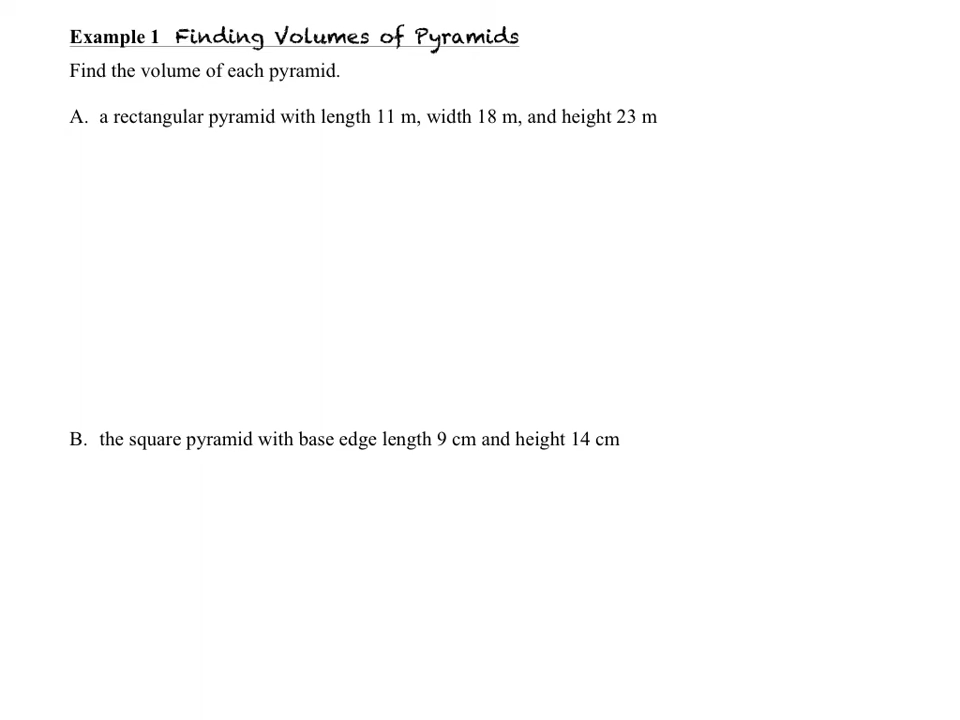 Example 1 Finding Volumes of Pyramids
Find the volume of each pyramid.
A. a rectangular pyramid with length 11 m, width 18 m, and height 23 m
B. the square pyramid with base edge length 9 cm and height 14 cm